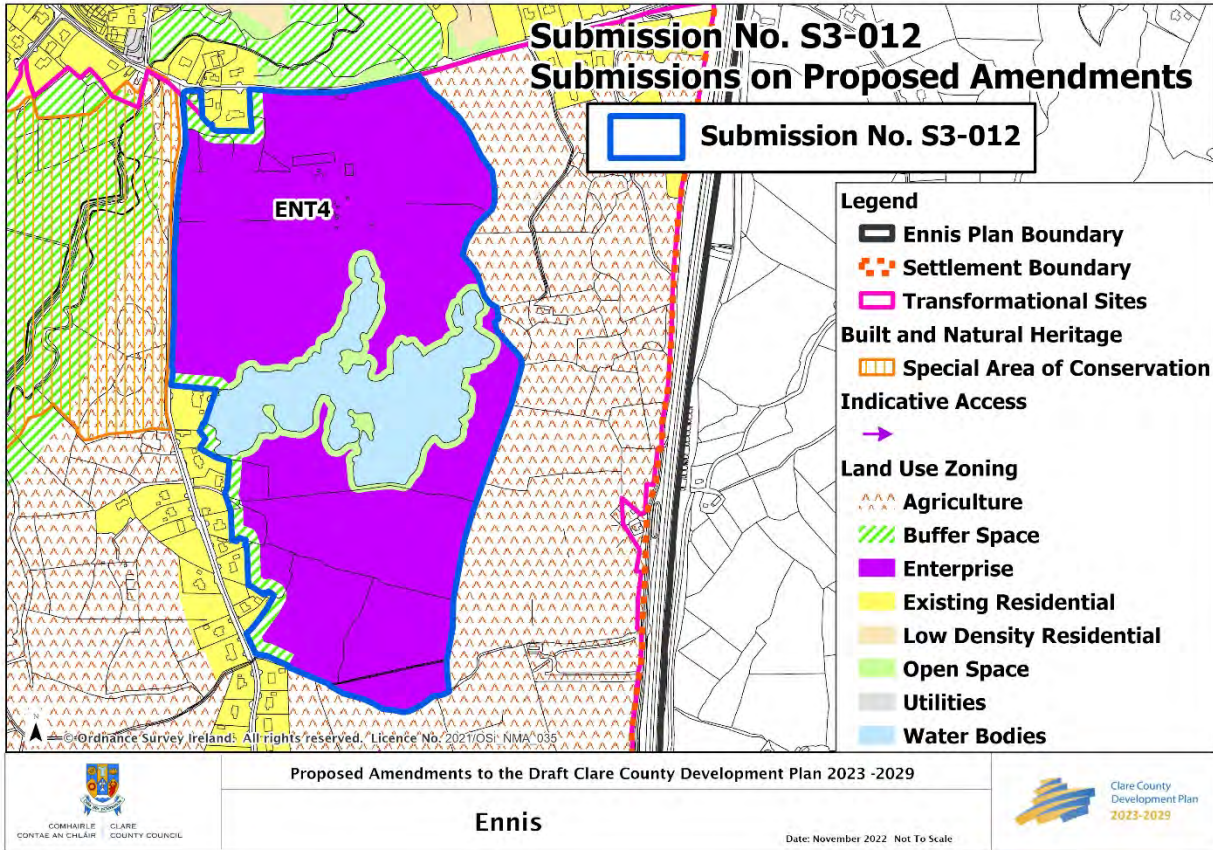 Submission No. S3-012
Submissions on Proposed Amendments
Submission No. S3-012
ENT4
Legend
Ennis Plan Boundary
Settlement Boundary
Transformational Sites
Built and Natural Heritage
Special Area of Conservation
Indicative Access
Land Use Zoning
Agriculture
Buffer Space
Enterprise
Existing Residential
Low Density Residential
Open Space
Utilities
Water Bodies
N
© Ordnance Survey Ireland. All rights reserved. Licence No. 2021/OSi_NMA_035
COMHAIRLE CONTAE AN CHLÁIR
CLARE COUNTY COUNCIL
Proposed Amendments to the Draft Clare County Development Plan 2023 -2029
Ennis
Date: November 2022 Not To Scale
Clare County
Development Plan
2023-2029